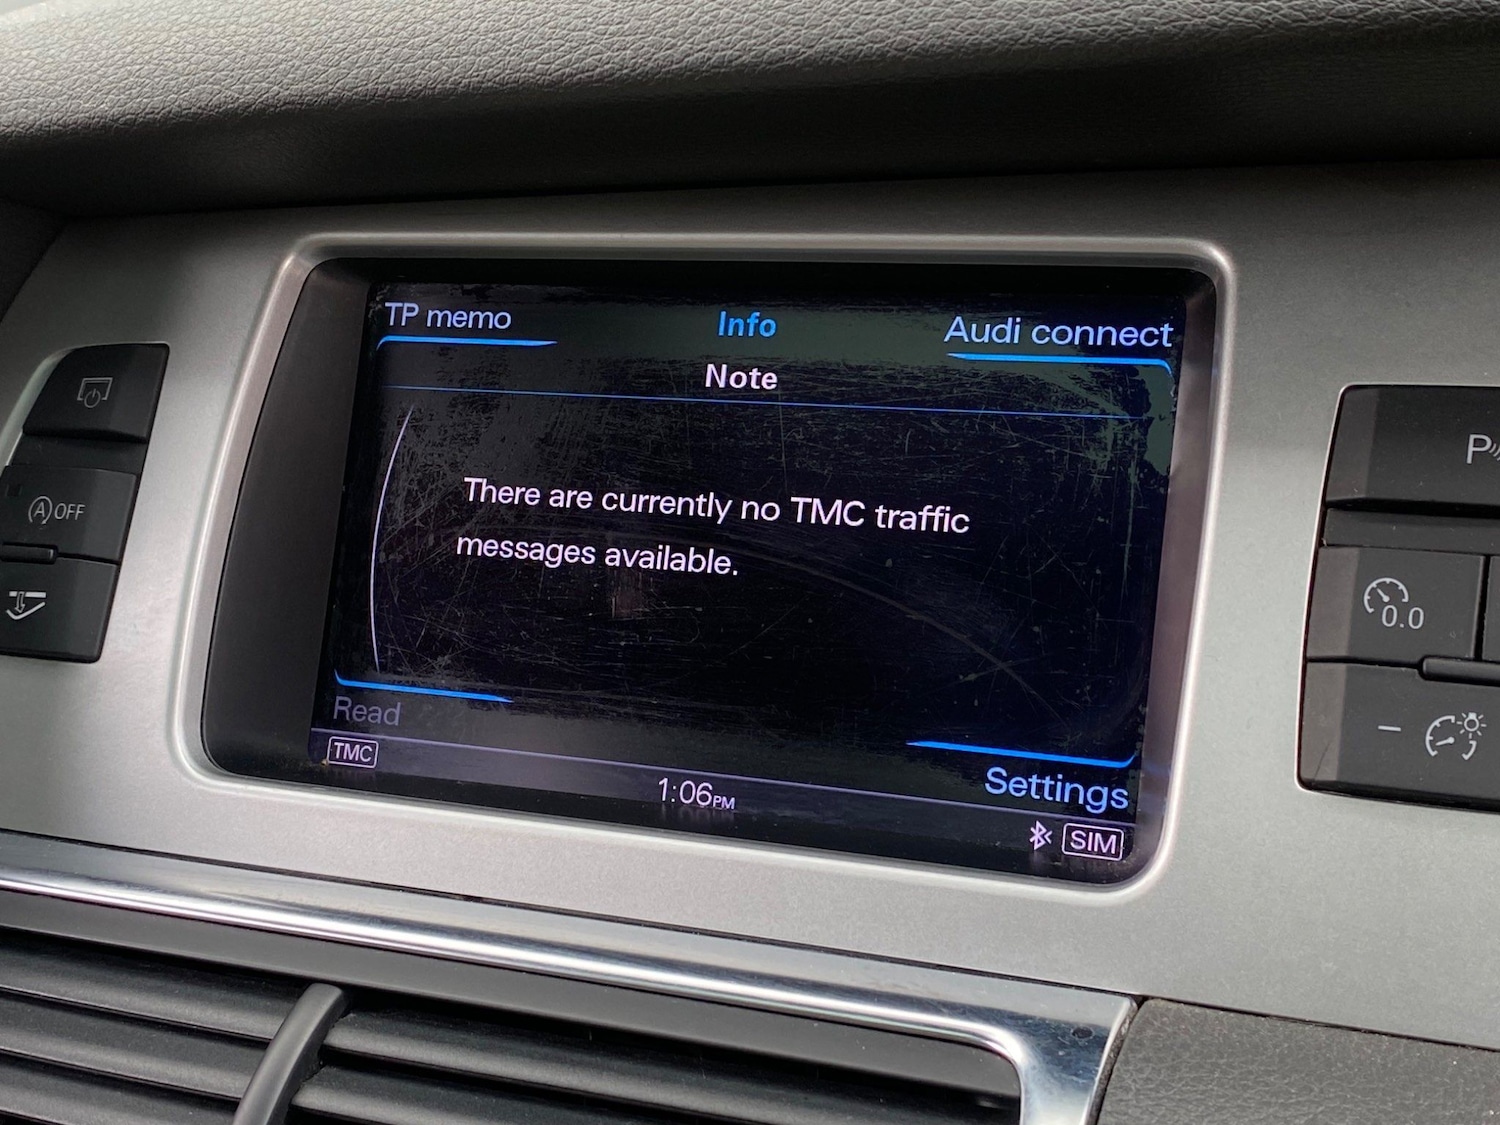 TP memo
Info
Audi connect
Note
There are currently no TMC traffic
messages available.
Read
Settings
TMC
1:06PM
SIM
A OFF
P
0.0